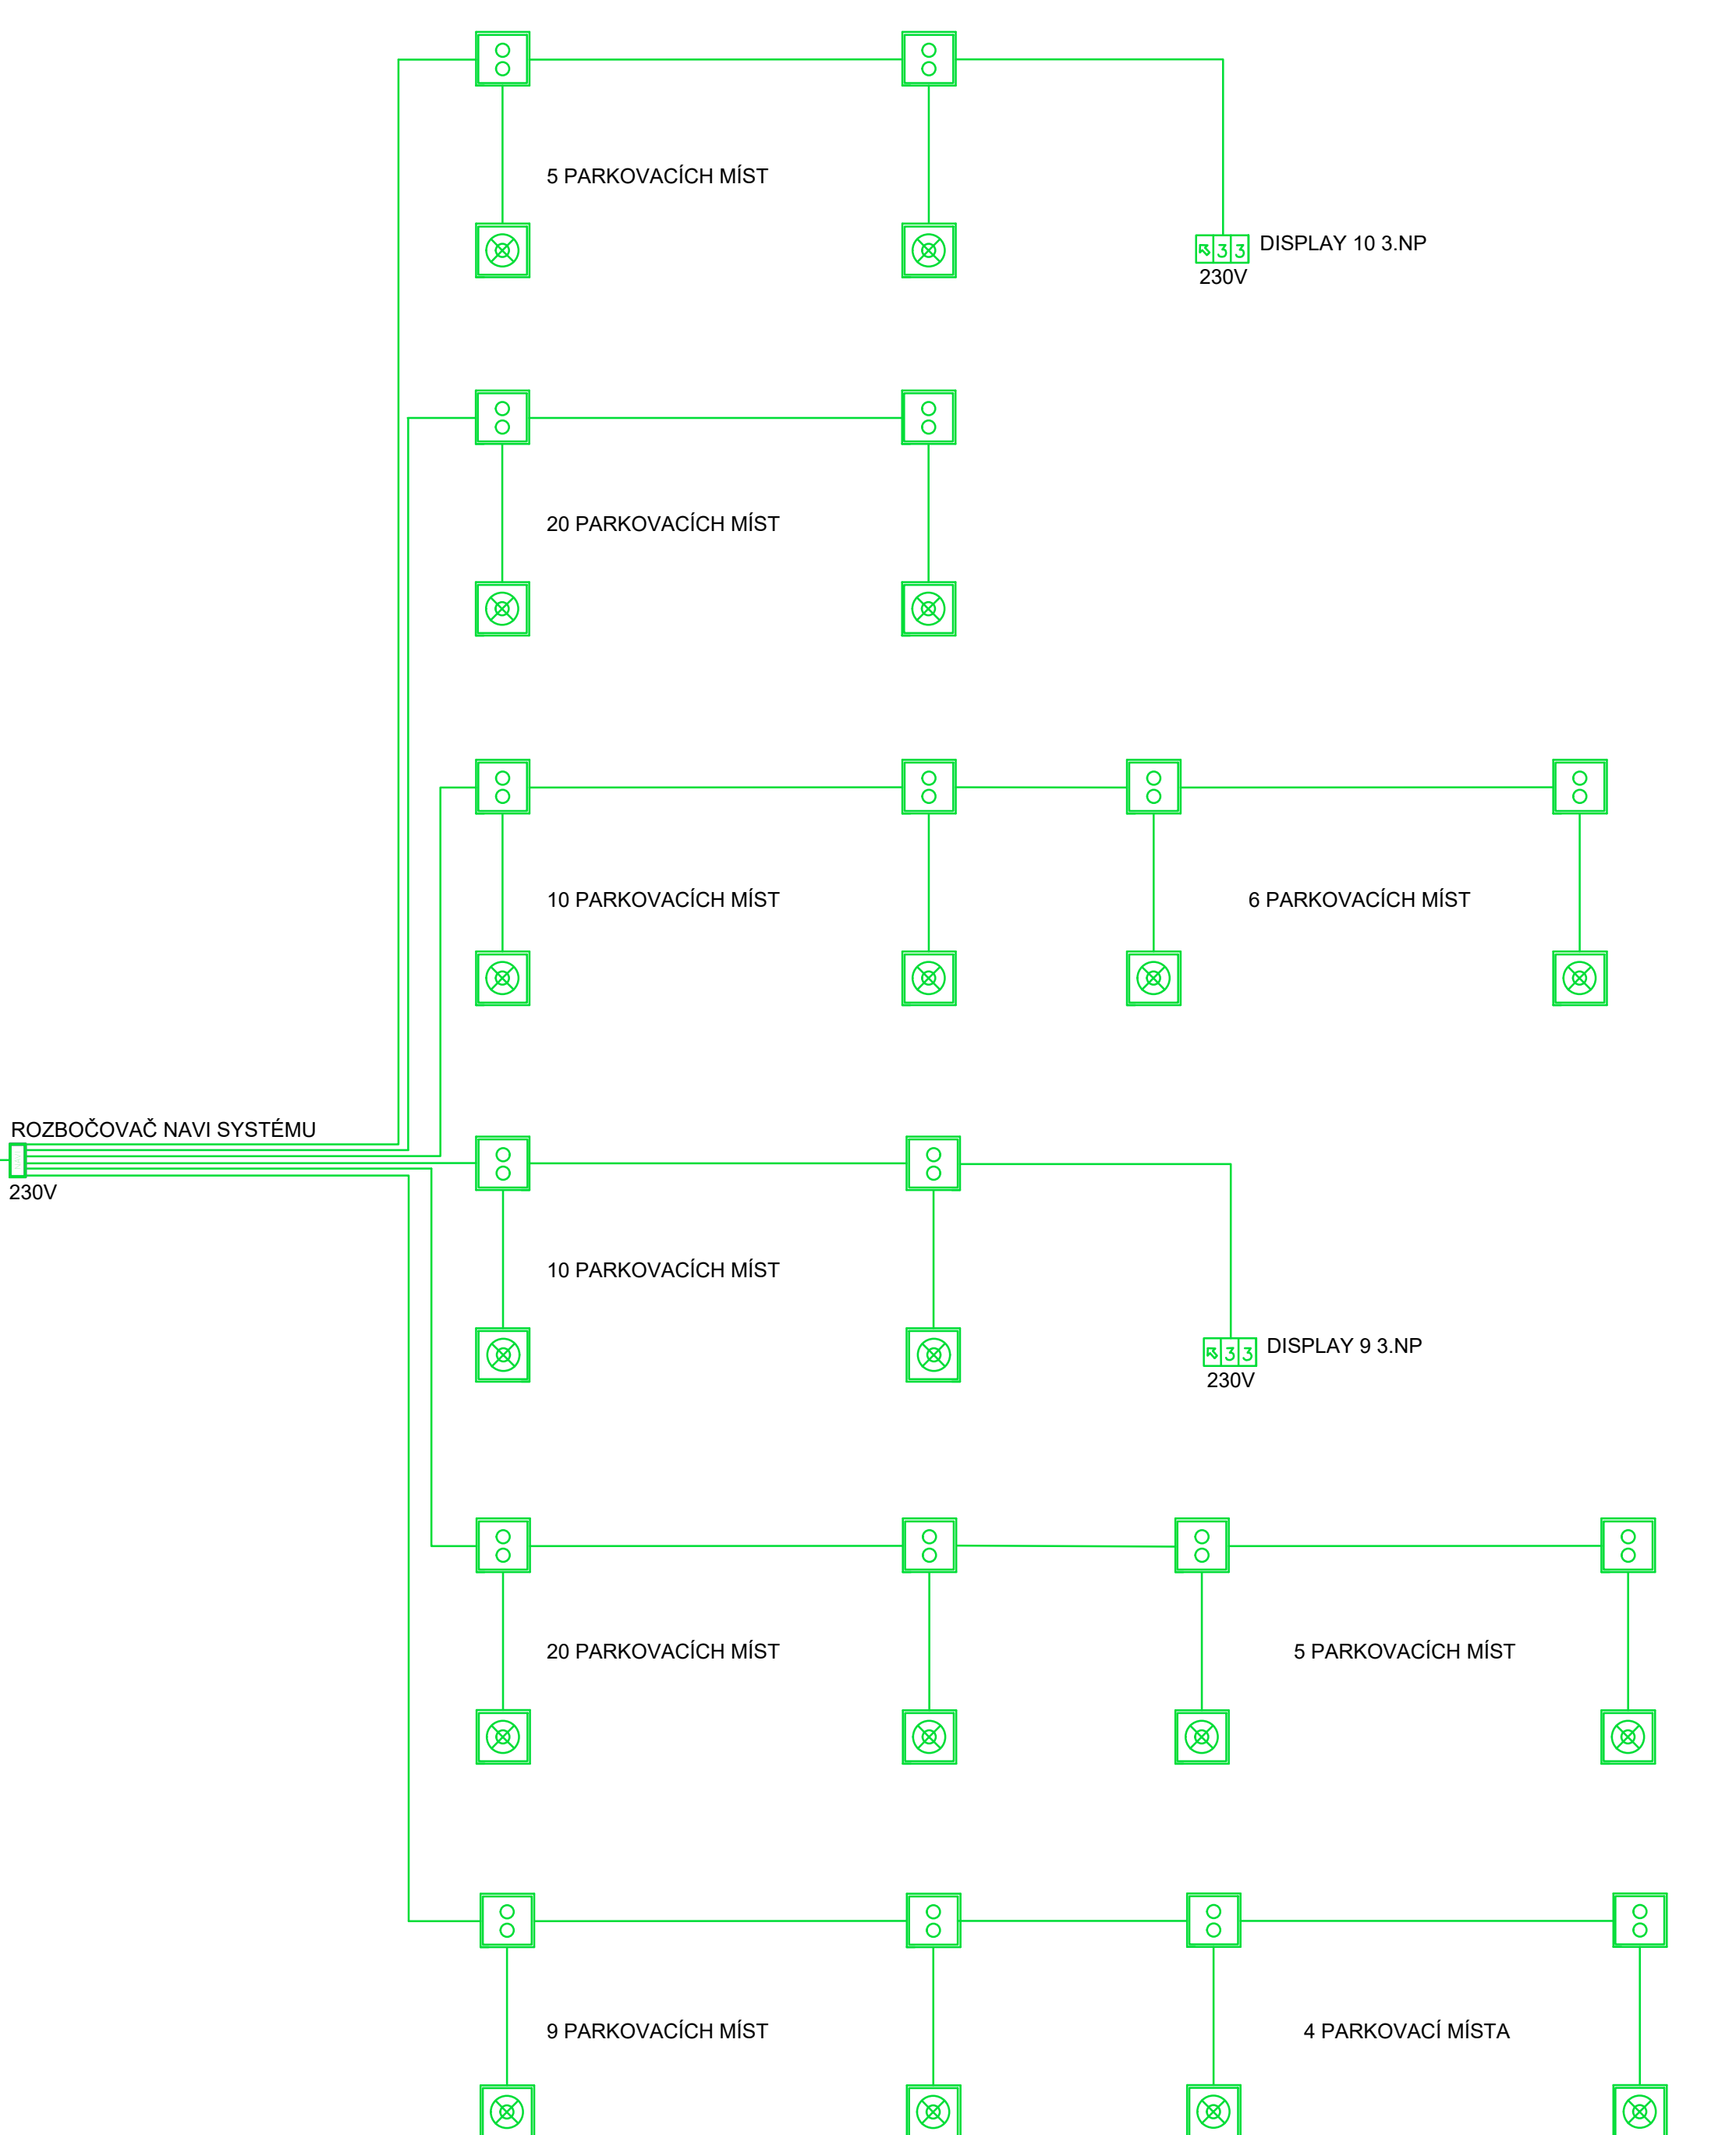 5 PARKOVACÍCH MÍST
DISPLAY 10 3.NP
33
230V
20 PARKOVACÍCH MÍST
10 PARKOVACÍCH MÍST
6 PARKOVACÍCH MÍST
ROZBOČOVAČ NAVI SYSTÉMU
230V
10 PARKOVACÍCH MÍST
DISPLAY 9 3.NP
33
230V
20 PARKOVACÍCH MÍST
5 PARKOVACÍCH MÍST
9 PARKOVACÍCH MÍST
4 PARKOVACÍ MÍSTA